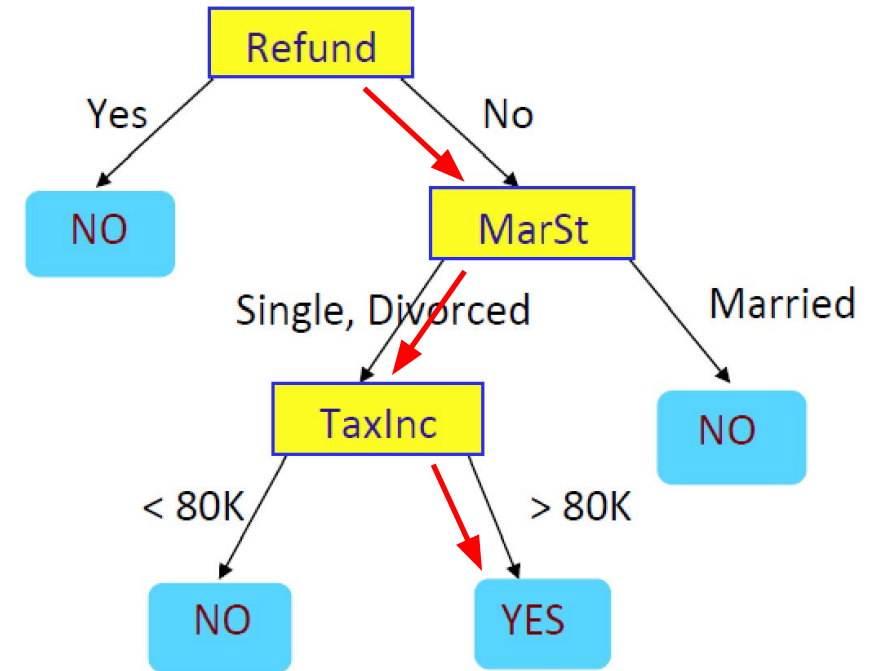 Refund
Yes
No
NO
MarSt
Single, Divorced
Married
TaxInc
NO
< 80K
> 80K
NO
YES